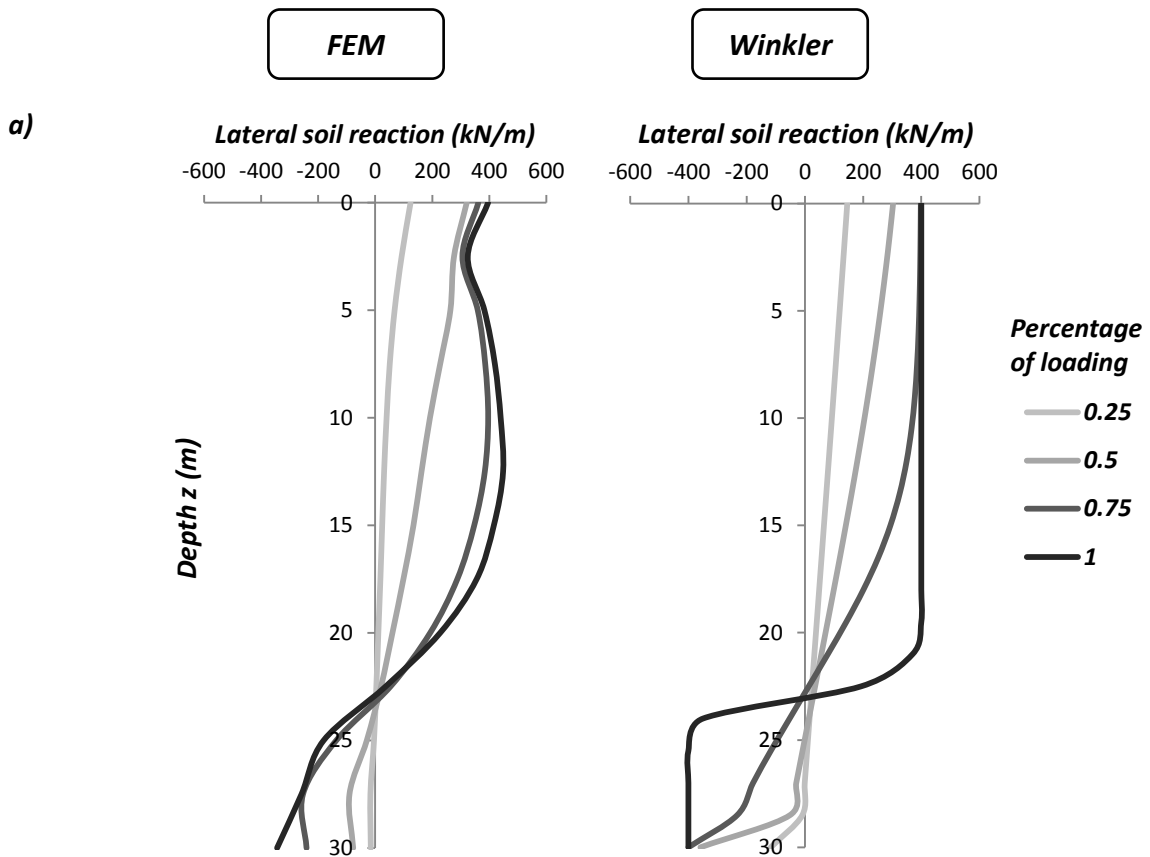 FEM
Winkler
a)
Lateral soil reaction (kN/m)
Lateral soil reaction (kN/m)
-600 -400 -200 0 200 400 600
-600 -400 -200 0 200 400 600
0
5
10
15
20
25
30
Depth z (m)
0
5
10
15
20
25
30
Percentage
of loading
0.25
0.5
0.75
1